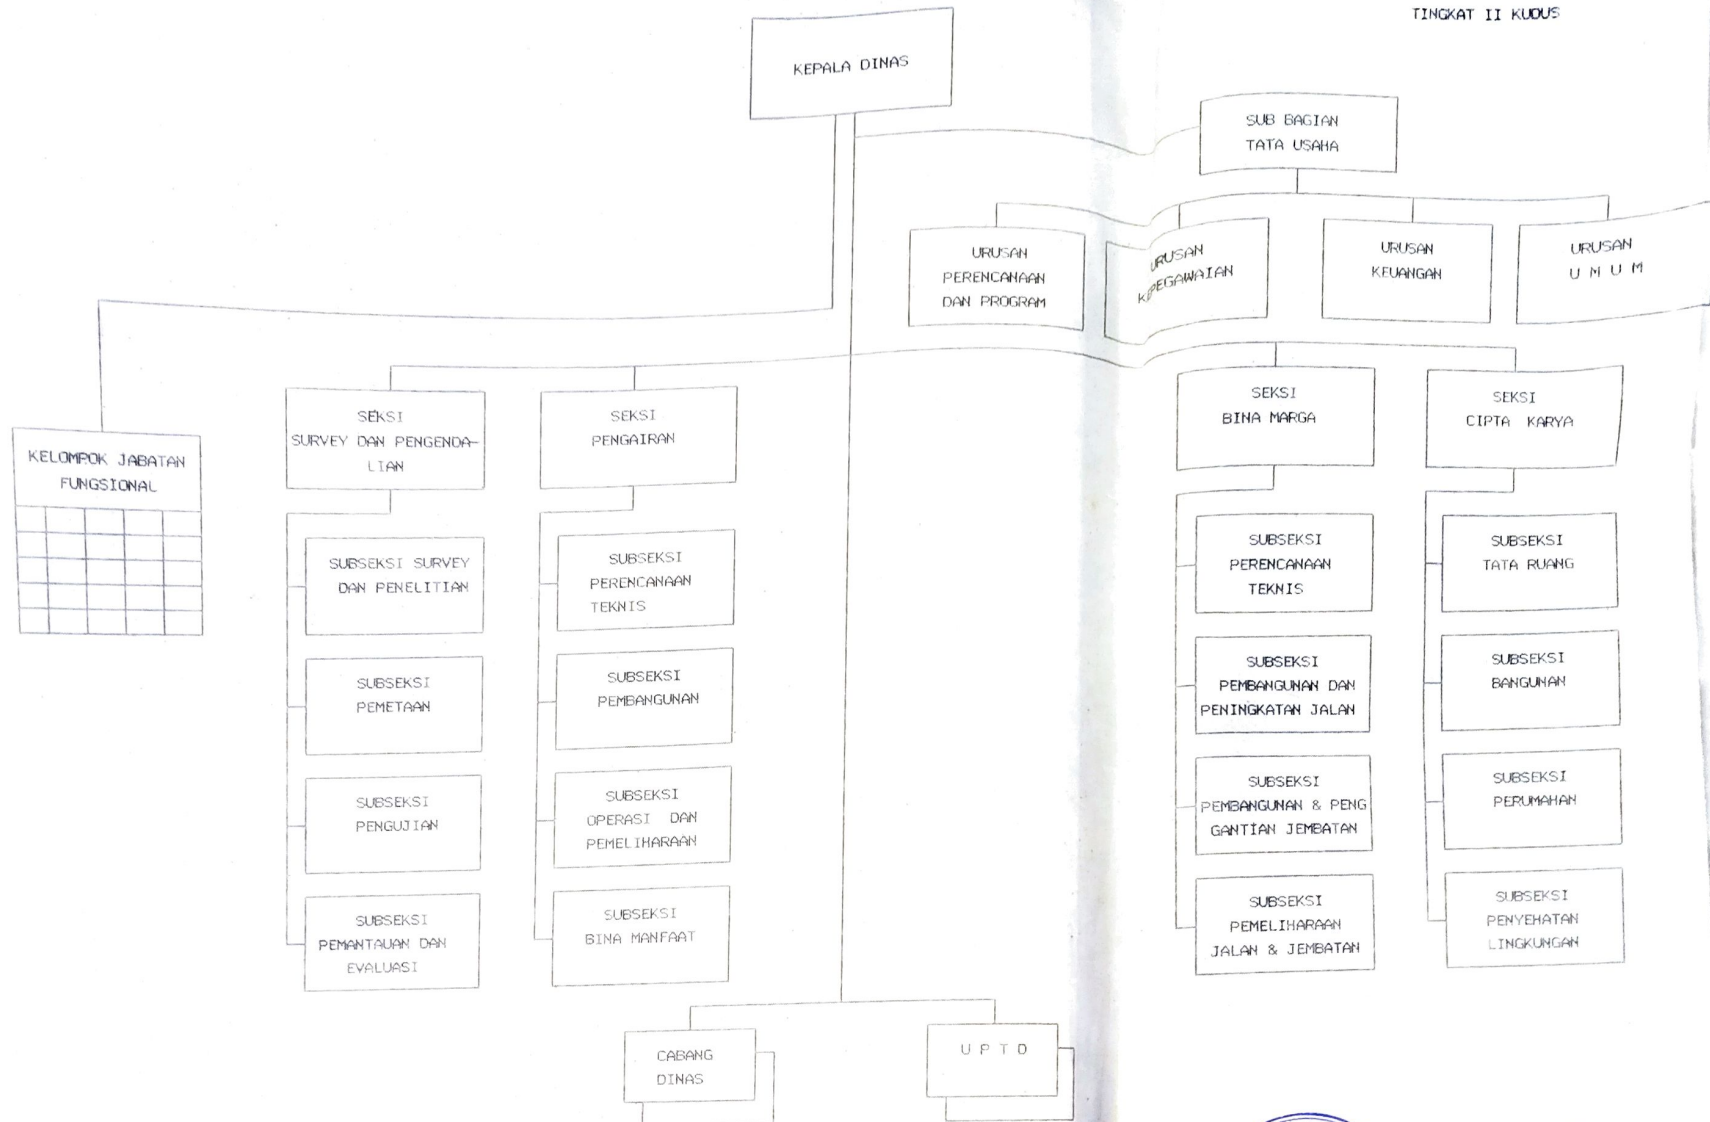 TINGKAT II KUDUS
KEPALA DINAS
SUB BAGIAN
TATA USAHA
URUSAN
PERENCANAAN
DAN PROGRAM
URUSAN
KEPEGAWAIAN
URUSAN
KEUANGAN
URUSAN
U M U M
KELOMPOK JABATAN
FUNGSIONAL
SEKSI
SURVEY DAN PENGENDA-
LIAN
SUBSEKSI SURVEY
DAN PENELITIAN
SUBSEKSI
PEMETAAN
SUBSEKSI
PENGUJIAN
SUBSEKSI
PEMANTAUAN DAN
EVALUASI
SEKSI
PENGAIRAN
SUBSEKSI
PERENCANAAN
TEKNIS
SUBSEKSI
PEMBANGUNAN
SUBSEKSI
OPERASI DAN
PEMELIHARAAN
SUBSEKSI
BINA MANFAAT
SEKSI
BINA MARGA
SUBSEKSI
PERENCANAAN
TEKNIS
SUBSEKSI
PEMBANGUNAN DAN
PENINGKATAN JALAN
SUBSEKSI
PEMBANGUNAN & PENG
GANTIAN JEMBATAN
SUBSEKSI
PEMELIHARAAN
JALAN & JEMBATAN
SEKSI
CIPTA KARYA
SUBSEKSI
TATA RUANG
SUBSEKSI
BANGUNAN
SUBSEKSI
PERUMAHAN
SUBSEKSI
PENYEHATAN
LINGKUNGAN
CABANG
DINAS
U P T D